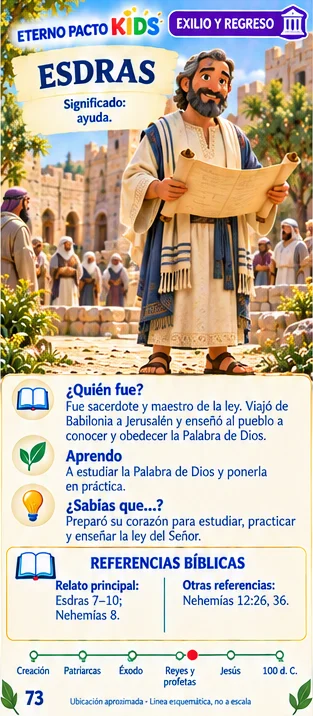 ETERNO PACTO KIDS
EXILIO Y REGRESO
ESDRAS
Significado:
ayuda.
¿Quién fue?
Fue sacerdote y maestro de la ley. Viajó de
Babilonia a Jerusalén y enseñó al pueblo a
conocer y obedecer la Palabra de Dios.
Aprendo
A estudiar la Palabra de Dios y ponerla
en práctica.
¿Sabías que...?
Preparó su corazón para estudiar, practicar
y enseñar la ley del Señor.
REFERENCIAS BÍBLICAS
Relato principal:
Esdras 7–10;
Nehemías 8.
Otras referencias:
Nehemías 12:26, 36.
Creación
Patriarcas
Éxodo
Reyes y
profetas
Jesús
100 d. C.
73
Ubicación aproximada · Línea esquemática, no a escala